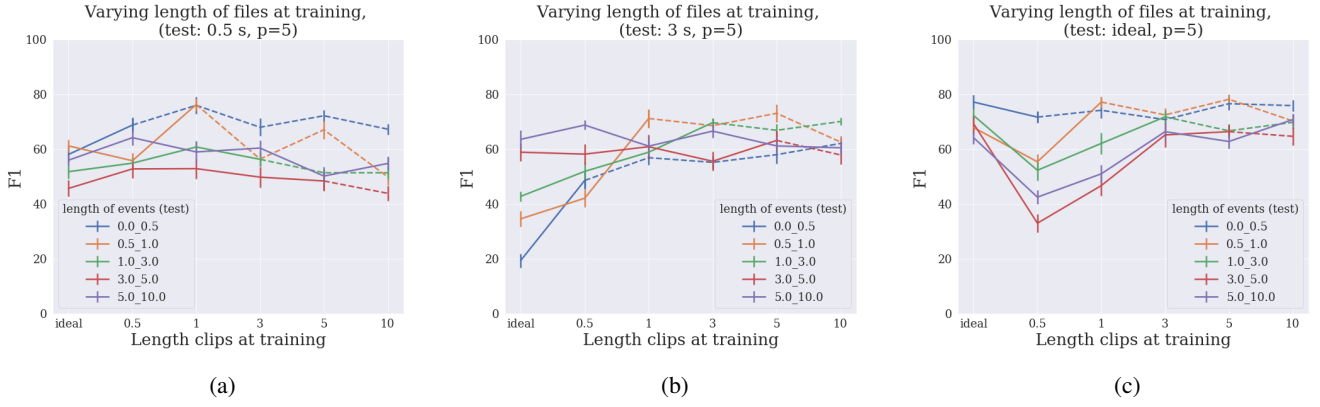 Varying length of files at training,
(test: 0.5 s, p=5)
100
80
60
40
20
0
F1
length of events (test)
0.0_0.5
0.5_1.0
1.0_3.0
3.0_5.0
5.0_10.0
ideal 0.5 1 3 5 10
Length clips at training
(a)
Varying length of files at training,
(test: 3 s, p=5)
100
80
60
40
20
0
F1
length of events (test)
0.0_0.5
0.5_1.0
1.0_3.0
3.0_5.0
5.0_10.0
ideal 0.5 1 3 5 10
Length clips at training
(b)
Varying length of files at training,
(test: ideal, p=5)
100
80
60
40
20
0
F1
length of events (test)
0.0_0.5
0.5_1.0
1.0_3.0
3.0_5.0
5.0_10.0
ideal 0.5 1 3 5 10
Length clips at training
(c)